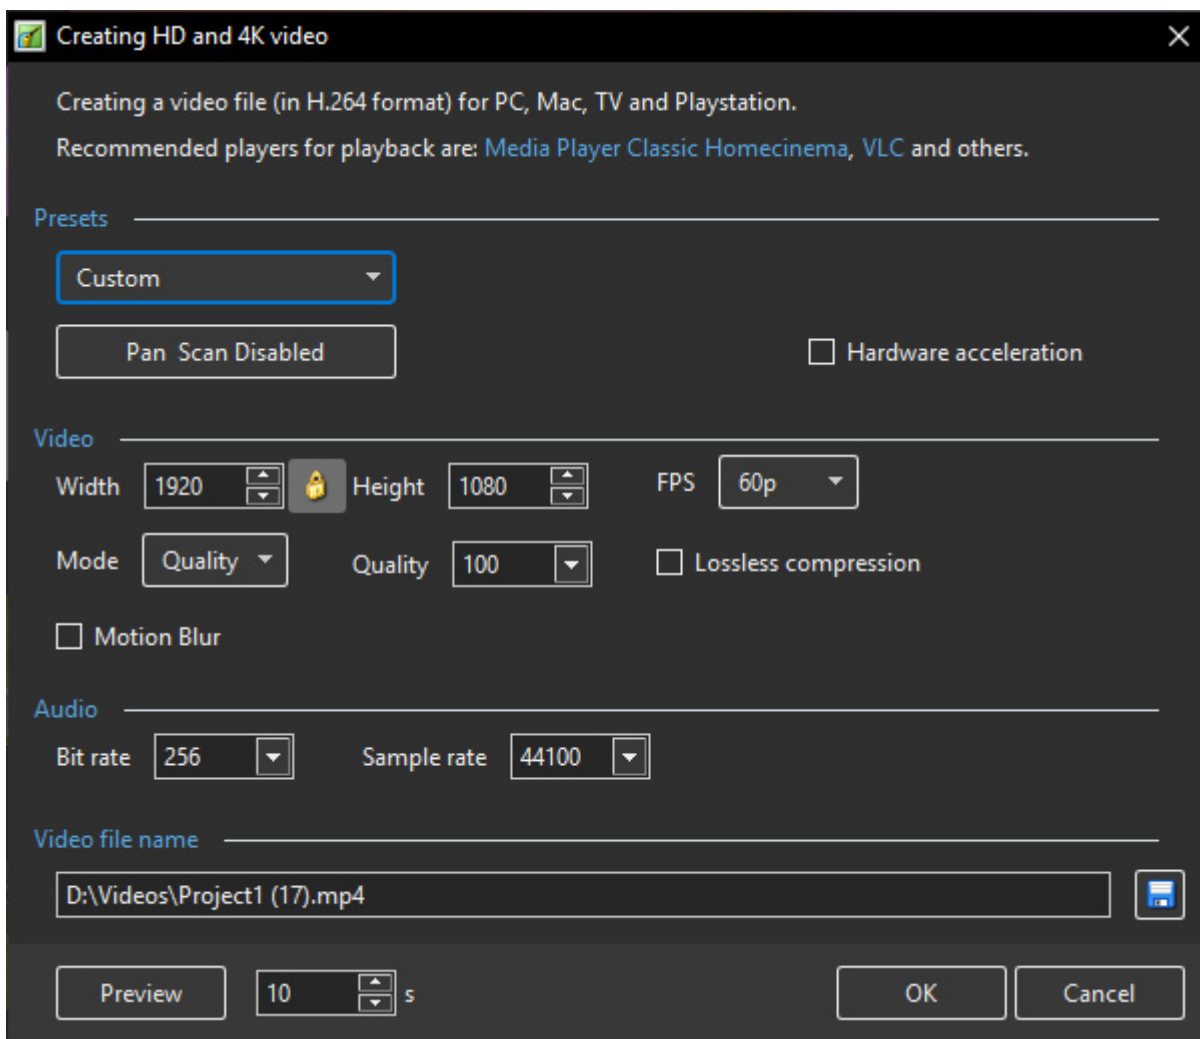 Creating HD and 4K video
Creating a video file (in H.264 format) for PC, Mac, TV and Playstation.
Recommended players for playback are: Media Player Classic Homecinema, VLC and others.
Presets
Custom
Pan Scan Disabled Hardware acceleration
Video
Width 1920 Height 1080 FPS 60p
Mode Quality Quality 100 Lossless compression
Motion Blur
Audio
Bit rate 256 Sample rate 44100
Video file name
D:\Videos\Project1 (17).mp4
Preview 10 s OK Cancel